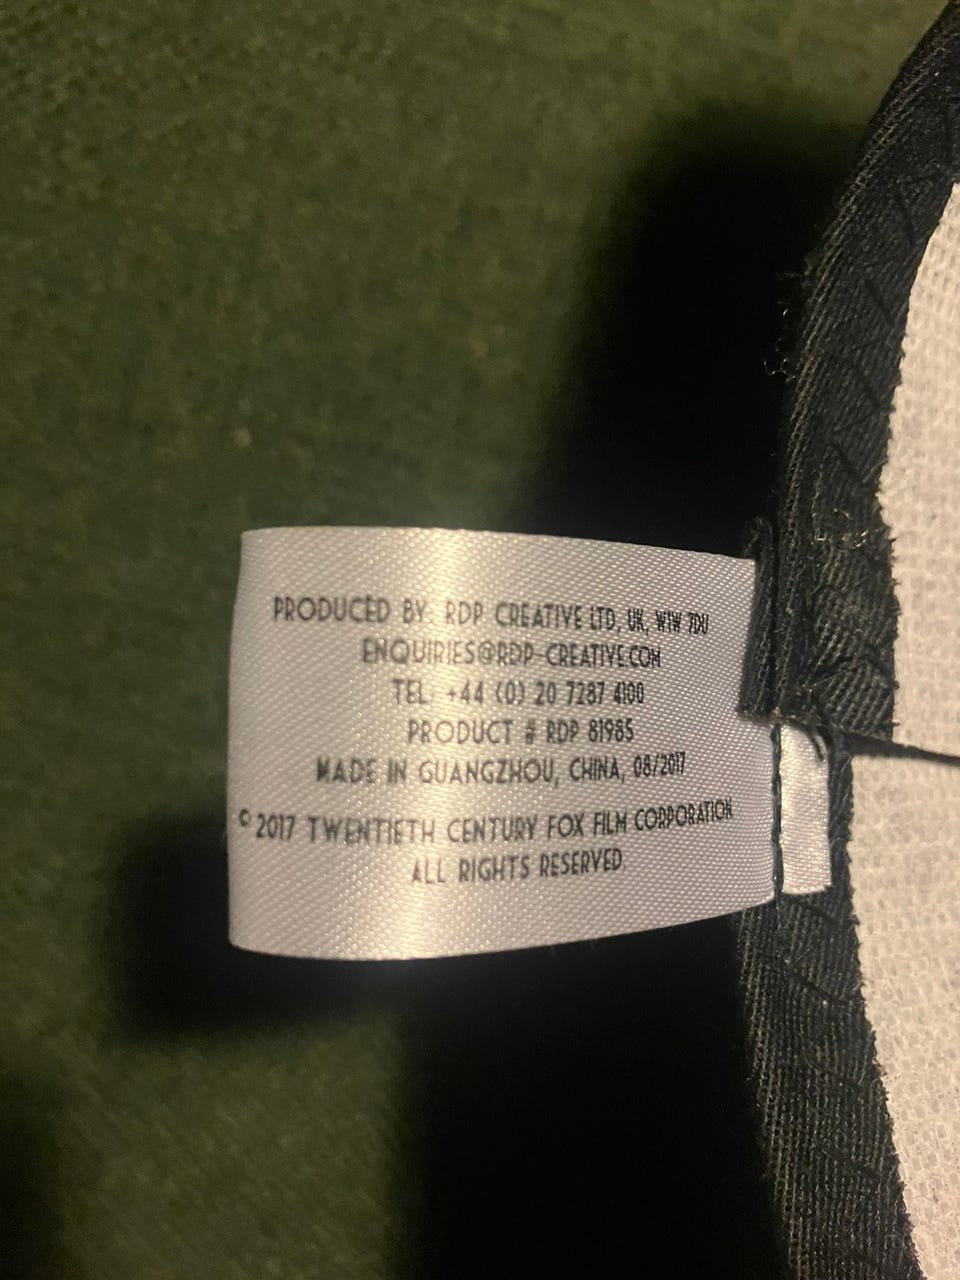 PRODUCED BY: RDP CREATIVE LTD, UK, W1W 7DU
ENQUIRIES@RDP-CREATIVE.COM
TEL: +44 (0) 20 7287 4100
PRODUCT # RDP 81985
MADE IN GUANGZHOU, CHINA, 08/2017
© 2017 TWENTIETH CENTURY FOX FILM CORPORATION
ALL RIGHTS RESERVED